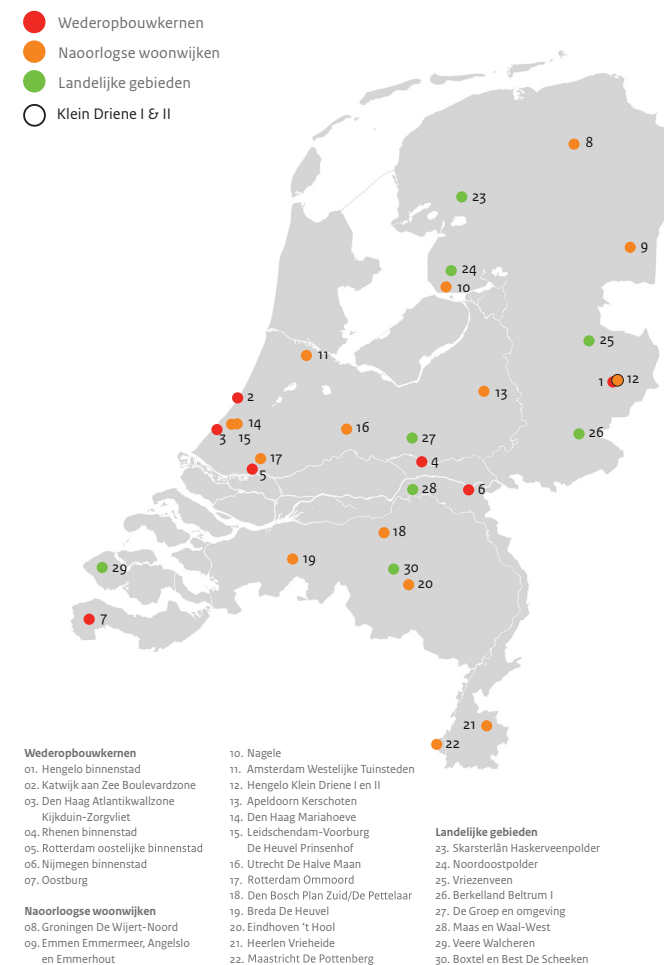 Wederopbouwkernen
Naoorlogse woonwijken
Landelijke gebieden
Klein Driene I & II
8
23
9
24
10
25
11
1 12
2
13
14
3 15
16
27
26
17
5
4
28
6
18
19
30
29
20
7
21
22
Wederopbouwkernen
01. Hengelo binnenstad
02. Katwijk aan Zee Boulevardzone
03. Den Haag Atlantikwallzone
Kijkduin-Zorgvliet
04. Rhenen binnenstad
05. Rotterdam oostelijke binnenstad
06. Nijmegen binnenstad
07. Oostburg
Naoorloogse woonwijken
08. Groningen De Wijert-Noord
09. Emmen Emmermeer, Angelslo
en Emmerhout
10. Nagele
11. Amsterdam Westelijke Tuinsteden
12. Hengelo Klein Driene I en II
13. Apeldoorn Kerschoten
14. Den Haag Mariahoeve
15. Leidschendam-Voorburg
De Heuvel Prinsenhof
16. Utrecht De Halve Maan
17. Rotterdam Ommoord
18. Den Bosch Plan Zuid/De Pettelaar
19. Breda De Heuvel
20. Eindhoven ‘t Hool
21. Heerlen Vrieheide
22. Maastricht De Pottenberg
Landelijke gebieden
23. Skarsterlân Haskerveenpolder
24. Noordoostpolder
25. Vriezenveen
26. Berkelland Beltrum I
27. De Groep en omgeving
28. Maas en Waal-West
29. Veere Walcheren
30. Boxtel en Best De Scheeken